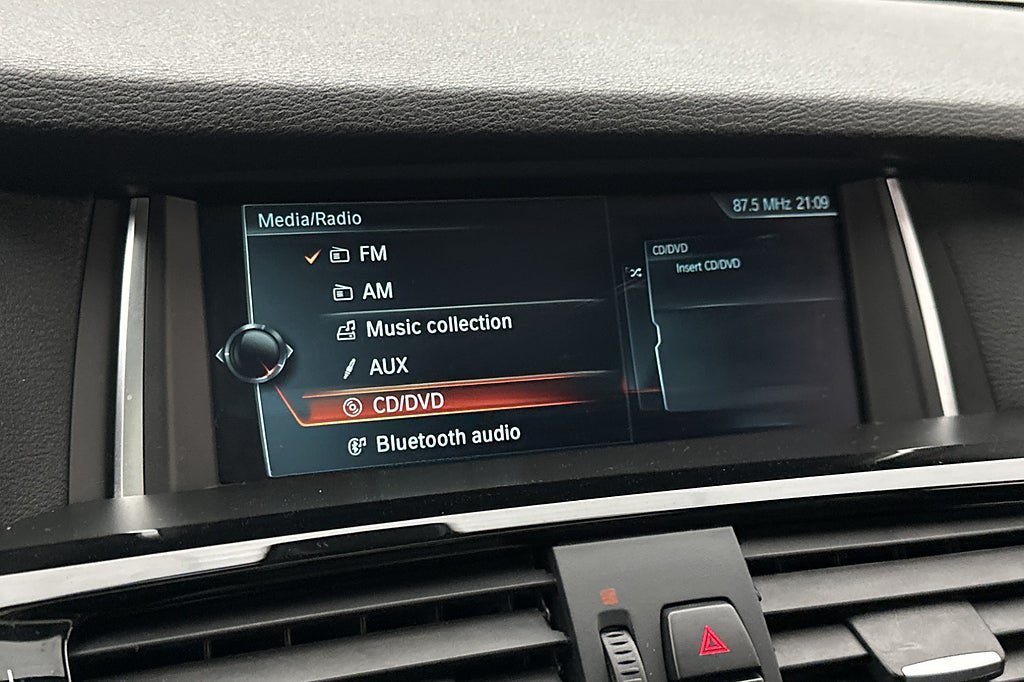 Media/Radio
87.5 MHz 21:09
FM
AM
Music collection
AUX
CD/DVD
Bluetooth audio
CD/DVD
Insert CD/DVD